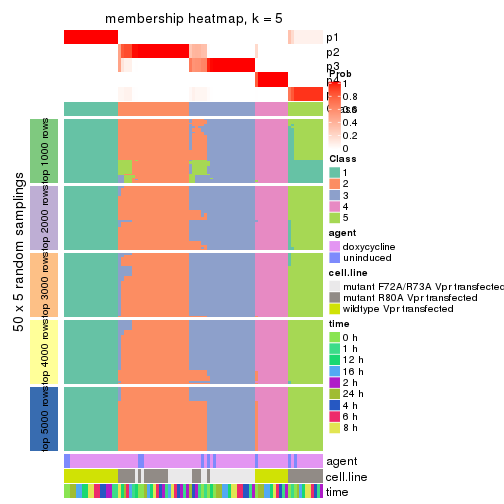 membership heatmap, k = 5
p1
p2
p3
p4
Prob
1
0.8
0.6
0.4
0.2
0
Class
1
2
3
4
5
agent
doxycycline
uninduced
cell.line
mutant F72A/R73A Vpr transfected
mutant R80A Vpr transfected
wildtype Vpr transfected
time
0 h
1 h
12 h
16 h
2 h
24 h
4 h
6 h
8 h
50 x 5 random samplings
top 1000 rows
top 2000 rows
top 3000 rows
top 4000 rows
top 5000 rows
agent
cell.line
time